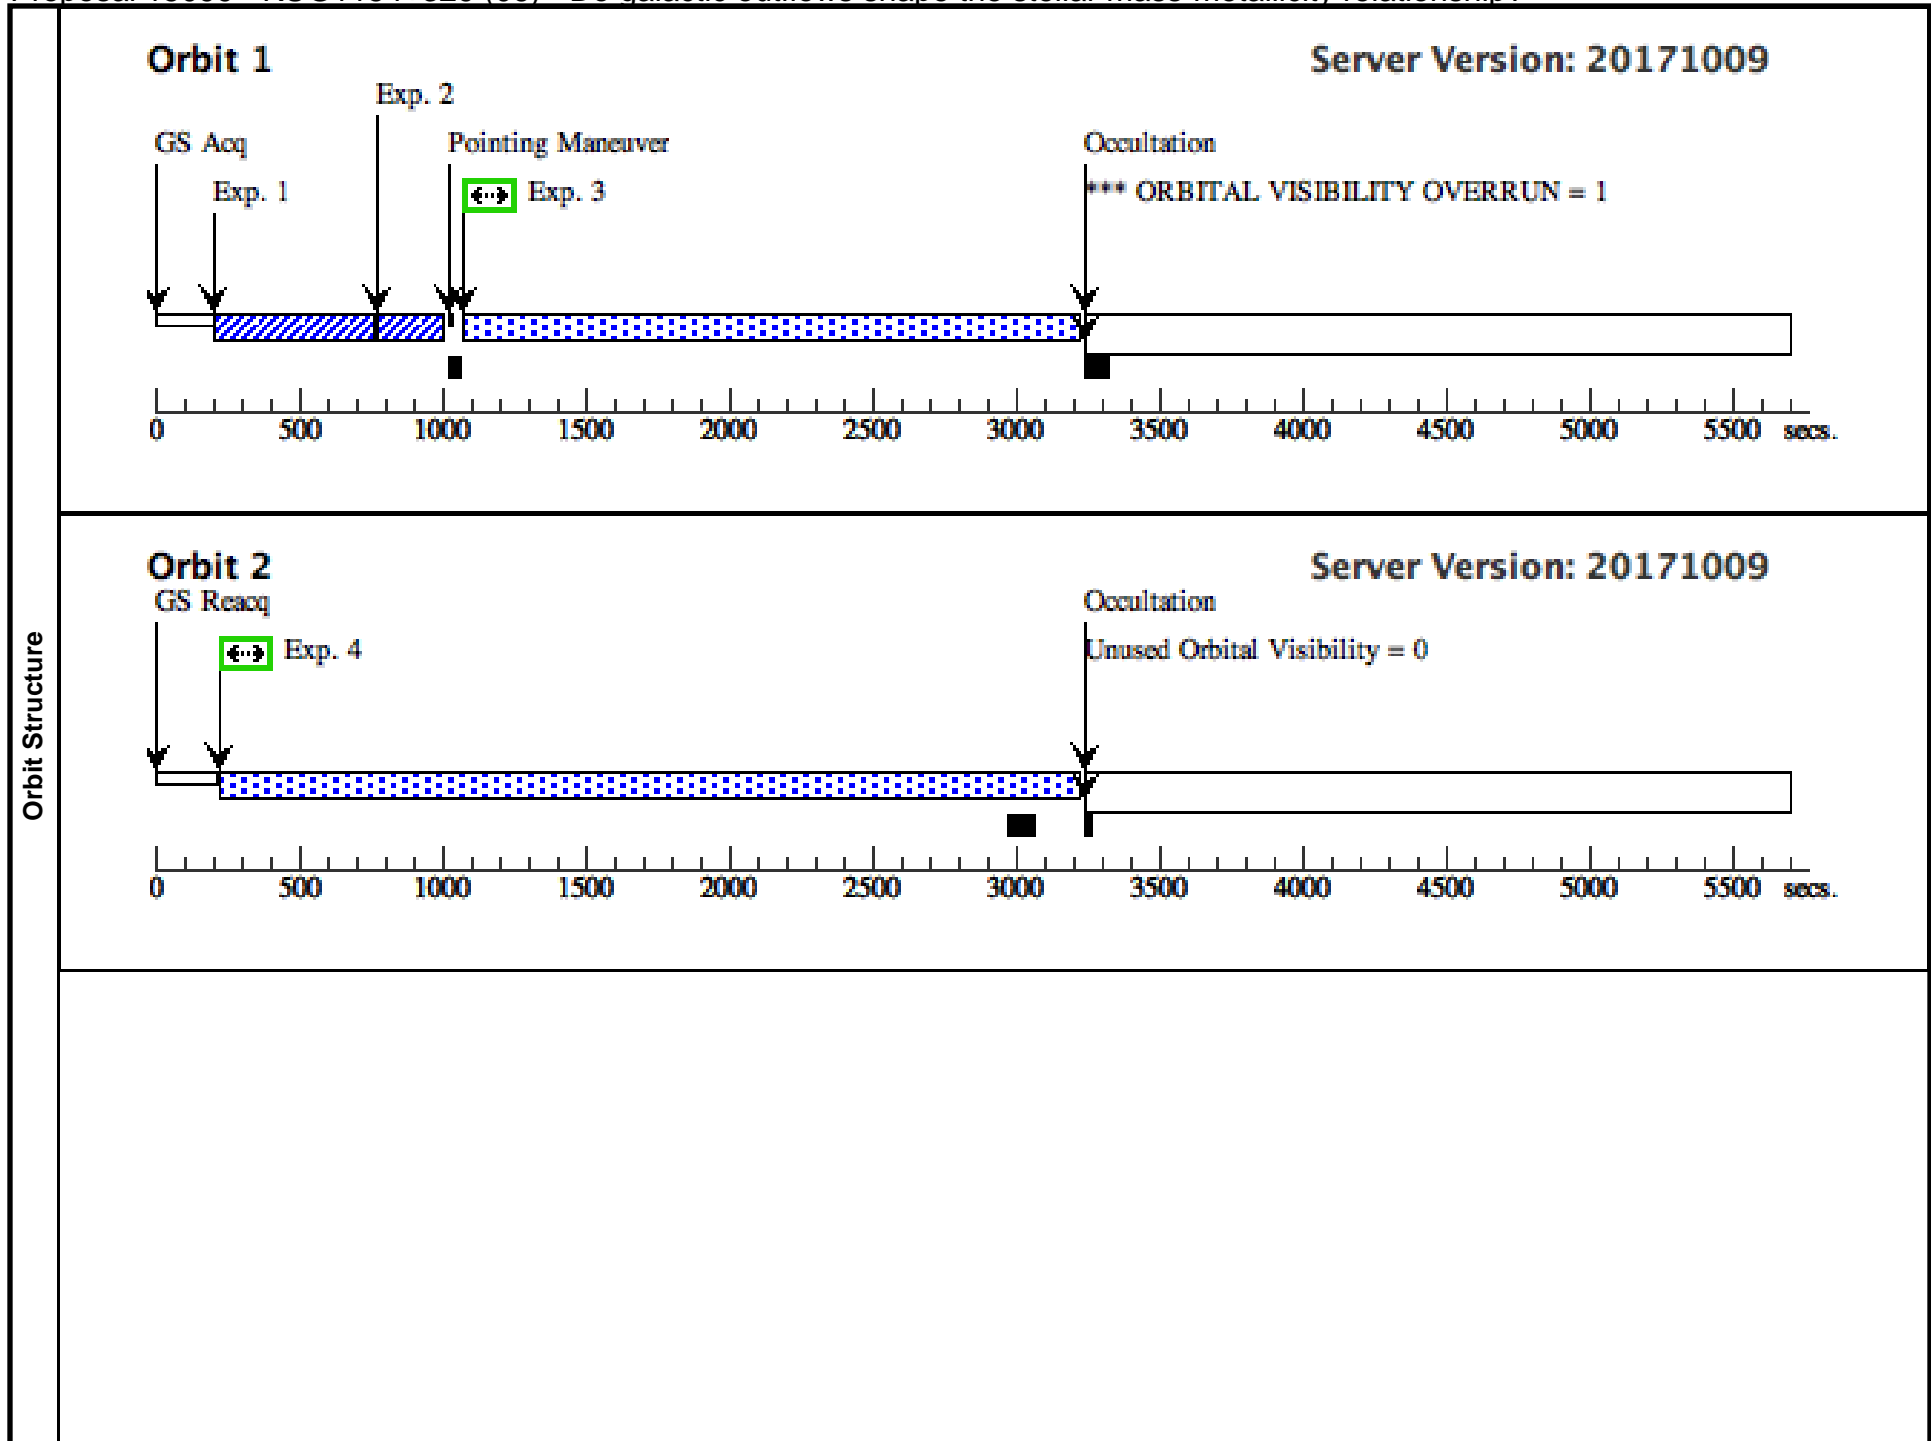 Orbit 1
Server Version: 20171009
Exp. 2
GS Acq
Pointing Maneuver
Occultation
Exp. 1
Exp. 3
*** ORBITAL VISIBILITY OVERRUN = 1
0 500 1000 1500 2000 2500 3000 3500 4000 4500 5000 5500 secs.
Orbit Structure
Orbit 2
Server Version: 20171009
GS Reacq
Occultation
Exp. 4
Unused Orbital Visibility = 0
0 500 1000 1500 2000 2500 3000 3500 4000 4500 5000 5500 secs.